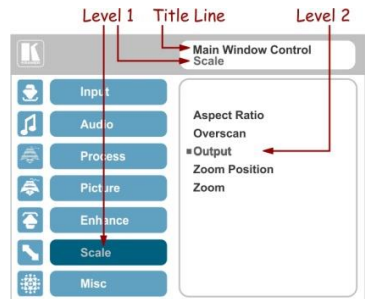 Level 1 Title Line Level 2
Main Window Control
Scale
Input
Audio
Process
Picture
Enhance
Scale
Misc
Aspect Ratio
Overscan
Output
Zoom Position
Zoom